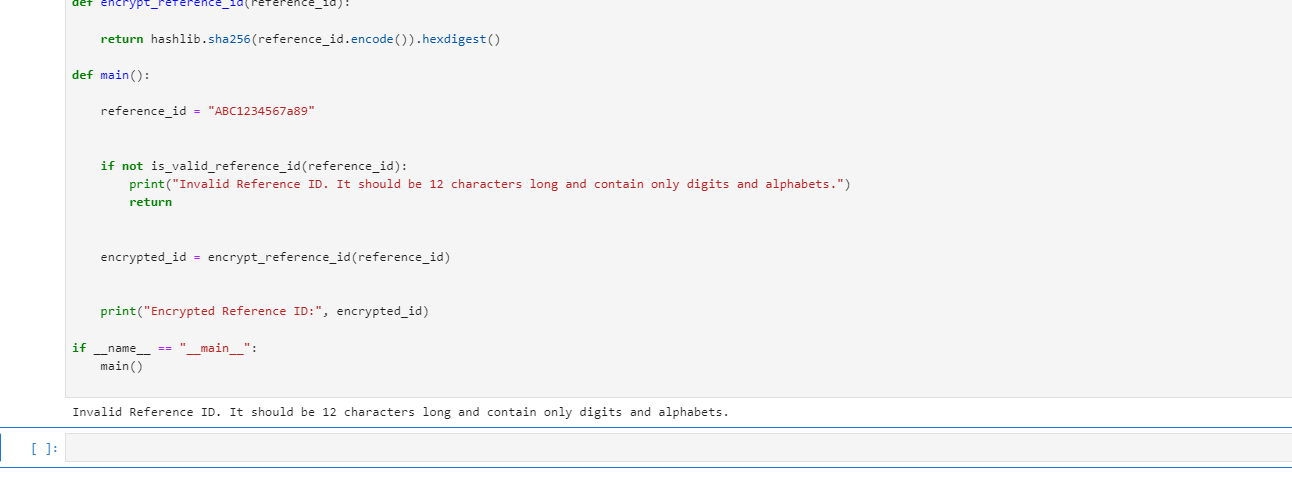 def encrypt_reference_id(reference_id):
    return hashlib.sha256(reference_id.encode()).hexdigest()
def main():
    reference_id = "ABC1234567a89"
    if not is_valid_reference_id(reference_id):
        print("Invalid Reference ID. It should be 12 characters long and contain only digits and alphabets.")
        return
    encrypted_id = encrypt_reference_id(reference_id)
    print("Encrypted Reference ID:", encrypted_id)
if __name__ == "__main__":
    main()
Invalid Reference ID. It should be 12 characters long and contain only digits and alphabets.
[ ]: